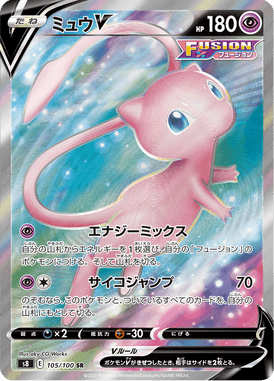 たね ミュウV HP 180
FUSION
フュージョン
エナジーミックス
自分の山札からエネルギーを1枚選び、自分の「フュージョン」の
ポケモンにつける。そして山札を切る。
サイコジャンプ 70
のぞむなら、このポケモンと、ついているすべてのカードを、自分の
山札にもどして切る。
弱点 ×2 抵抗力 -30 にげる
Illus. aky CG Works
Vルール
ポケモンVがきぜつしたとき、相手はサイドを2枚とる。
s8 E 105/100 SR